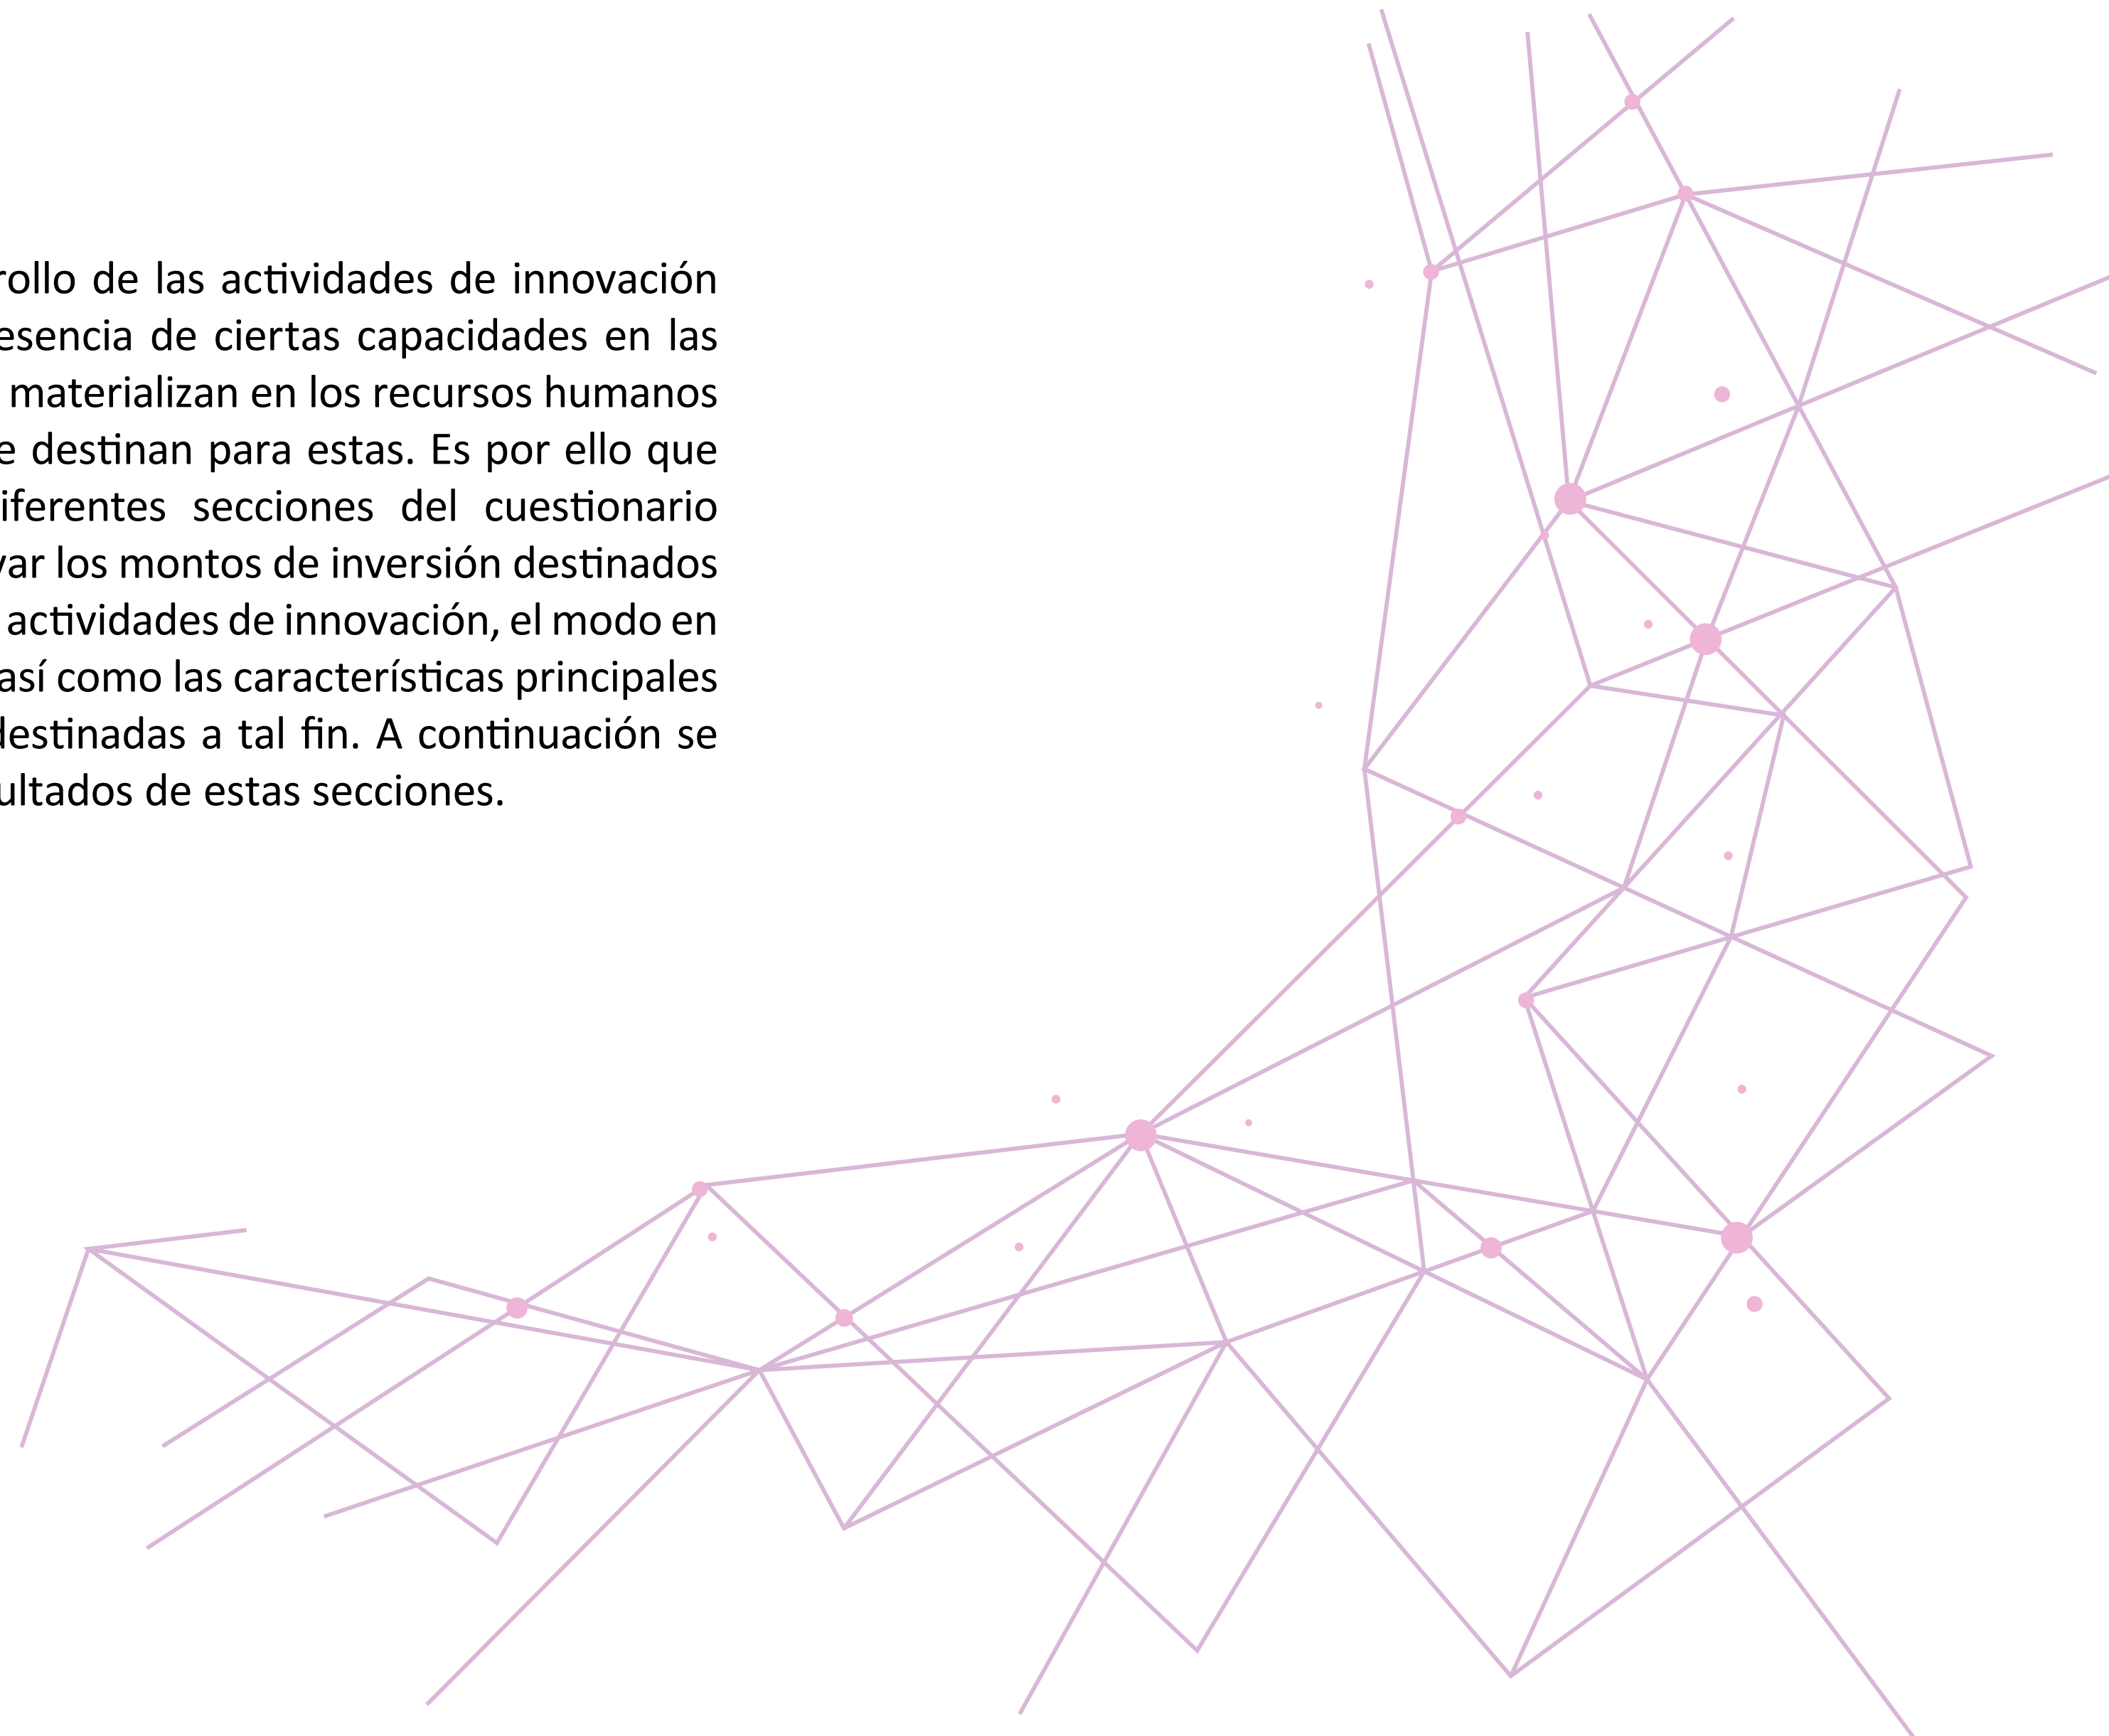 rollo de las actividades de innovación
esencia de ciertas capacidades en las
materializan en los recursos humanos
e destinan para estas. Es por ello que
iferentes secciones del cuestionario
var los montos de inversión destinados
actividades de innovación, el modo en
así como las características principales
destinadas a tal fin. A continuación se
ultados de estas secciones.